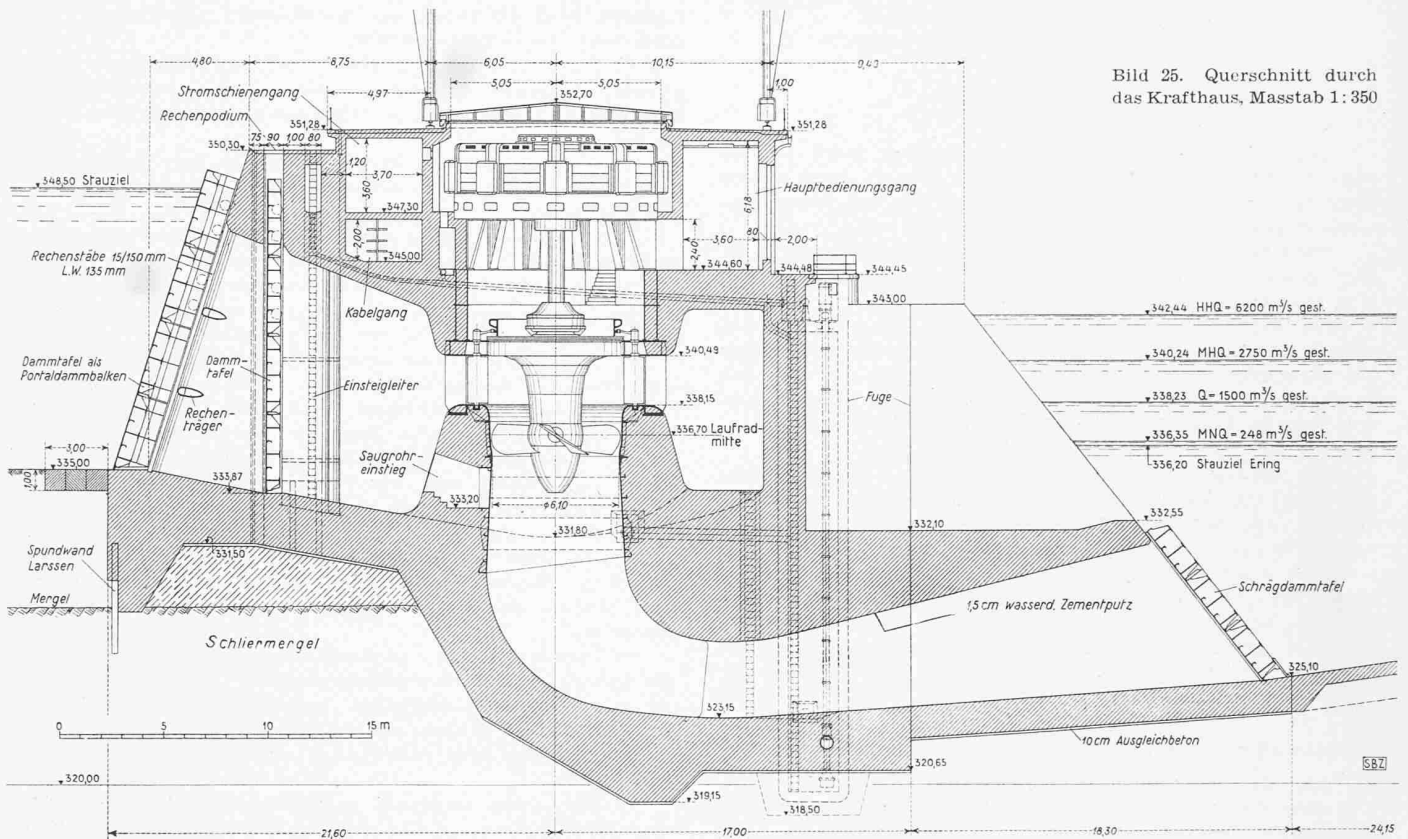 Bild 25. Querschnitt durch
das Krafthaus, Masstab 1:350
4,80
8,75
6,05
10,15
9,40
5,05
5,05
1,00
4,97
Stromschienengang
Rechenpodium
352,70
351,28
351,28
75 90 1,00 80
350,30
1,20
3,70
3,60
347,30
348,50 Stauziel
Hauptbedienungsgang
6,18
80
3,60
2,00
2,40
2,00
345,00
344,60
344,48
344,45
343,00
Rechenstäbe 15/150 mm
L.W. 135 mm
Kabelgang
342,44 HHQ = 6200 m³/s gest.
340,49
340,24 MHQ = 2750 m³/s gest.
Dammtafel als
Portaldammbalken
Damm-
tafel
Einsteigleiter
Rechen-
träger
338,15
Fuge
338,23 Q = 1500 m³/s gest.
336,70
Laufrad-
mitte
336,35 MNQ = 248 m³/s gest.
336,20 Stauziel Ering
3,00
335,00
1,00
Saugrohr-
einstieg
333,87
333,20
ø 6,10
331,80
332,10
332,55
331,50
Spundwand
Larssen
Mergel
Schliermergel
1,5 cm wasserd. Zementputz
Schrägdammtafel
325,10
323,15
0 5 10 15 m
10 cm Ausgleichbeton
320,00
320,65
319,15
318,50
SBZ
21,60
17,00
18,30
24,15